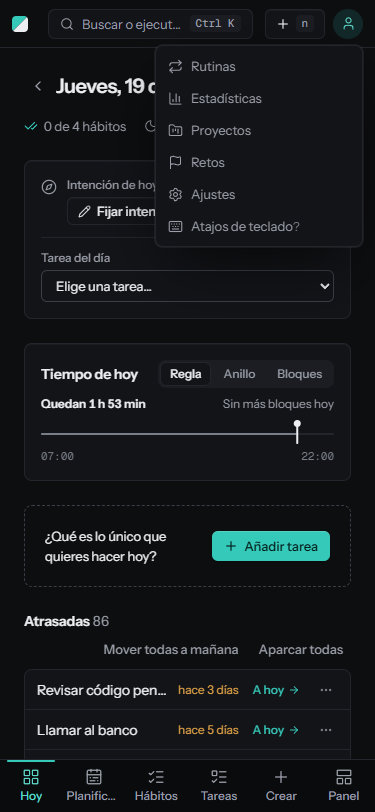 Buscar o ejecut... Ctrl K + n
Rutinas
Estadísticas
Proyectos
Retos
Ajustes
Atajos de teclado?
Jueves, 19 d
0 de 4 hábitos
Intención de hoy
Fijar inten
Tarea del día
Elige una tarea...
Tiempo de hoy Regla Anillo Bloques
Quedan 1 h 53 min Sin más bloques hoy
07:00 22:00
¿Qué es lo único que
quieres hacer hoy?
+ Añadir tarea
Atrasadas 86
Mover todas a mañana Aparcar todas
Revisar código pen... hace 3 días A hoy →
Llamar al banco hace 5 días A hoy →
Hoy Planific... Hábitos Tareas Crear Panel